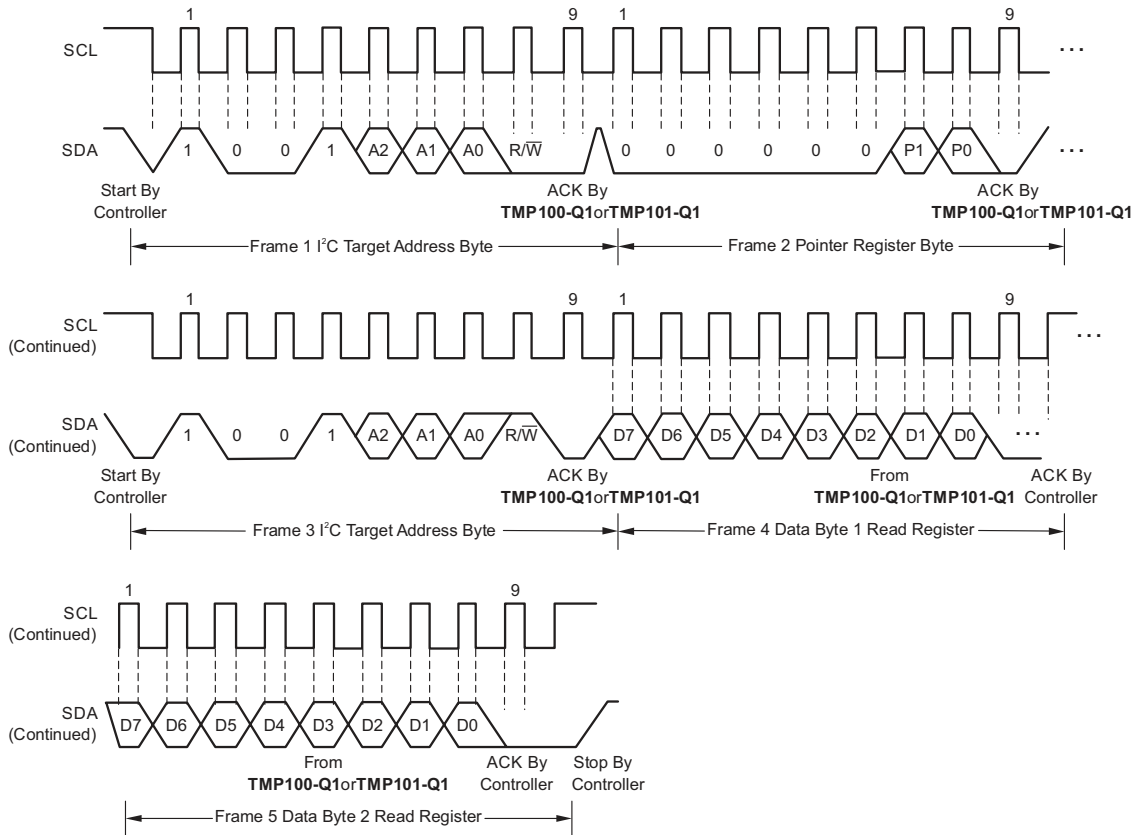 1 9 1 9
SCL
...
SDA
1 0 0 1 A2 A1 A0 R/W̅ 0 0 0 0 0 0 P1 P0 ...
Start By
Controller
ACK By
TMP100-Q1orTMP101-Q1
ACK By
TMP100-Q1orTMP101-Q1
Frame 1 I²C Target Address Byte
Frame 2 Pointer Register Byte
1 9 1 9
SCL
(Continued)
...
SDA
(Continued)
1 0 0 1 A2 A1 A0 R/W̅ D7 D6 D5 D4 D3 D2 D1 D0 ...
Start By
Controller
ACK By
TMP100-Q1orTMP101-Q1
From
TMP100-Q1orTMP101-Q1
ACK By
Controller
Frame 3 I²C Target Address Byte
Frame 4 Data Byte 1 Read Register
1 9
SCL
(Continued)
SDA
(Continued)
D7 D6 D5 D4 D3 D2 D1 D0
From
TMP100-Q1orTMP101-Q1
ACK By
Controller
Stop By
Controller
Frame 5 Data Byte 2 Read Register